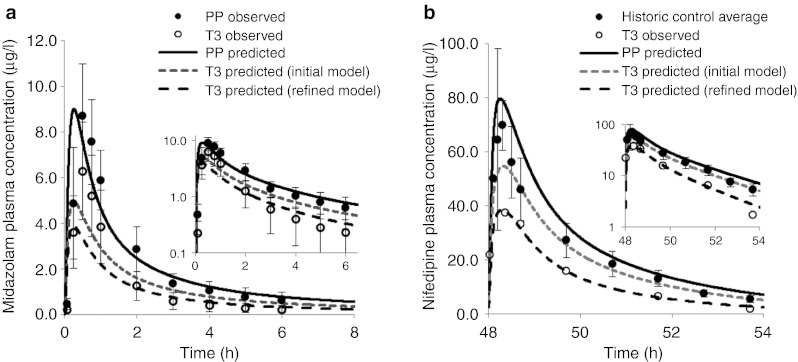 a
PP observed
T3 observed
PP predicted
T3 predicted (initial model)
T3 predicted (refined model)
Midazolam plasma concentration (µg/l)
12.0
10.0
8.0
6.0
4.0
2.0
0.0
0 2 4 6 8
Time (h)
10.0
1.0
0.1
0 2 4 6
b
Historic control average
T3 observed
PP predicted
T3 predicted (initial model)
T3 predicted (refined model)
Nifedipine plasma concentration (µg/l)
100.0
80.0
60.0
40.0
20.0
0.0
48 50 52 54
Time (h)
100
10
1
48 50 52 54